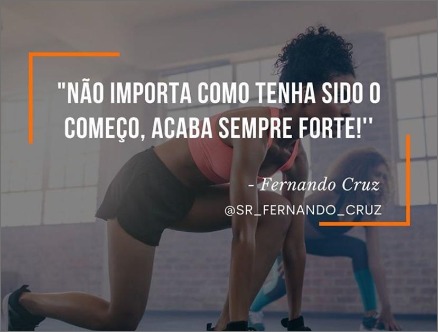 "NÃO IMPORTA COMO TENHA SIDO O
COMEÇO, ACABA SEMPRE FORTE!''
- Fernando Cruz
@SR_FERNANDO_CRUZ